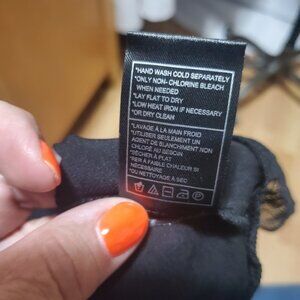 *HAND WASH COLD SEPARATELY
*ONLY NON- CHLORINE BLEACH
WHEN NEEDED
*LAY FLAT TO DRY
*LOW HEAT IRON IF NECESSARY
*OR DRY CLEAN
*LAVAGE À LA MAIN FROID
*UTILISER SEULEMENT UN
AGENT DE BLANCHIMENT NON
CHLORÉ AU BESOIN
*SÉCHER À PLAT
*FER À FAIBLE CHALEUR SI
NÉCESSAIRE
*OU NETTOYAGE À SEC